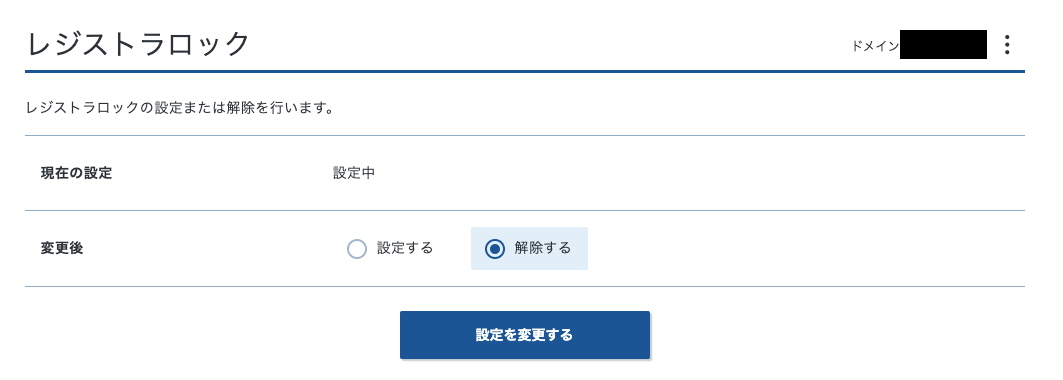 レジストラロック
ドメイン
レジストラロックの設定または解除を行います。
現在の設定 設定中
変更後 設定する 解除する
設定を変更する